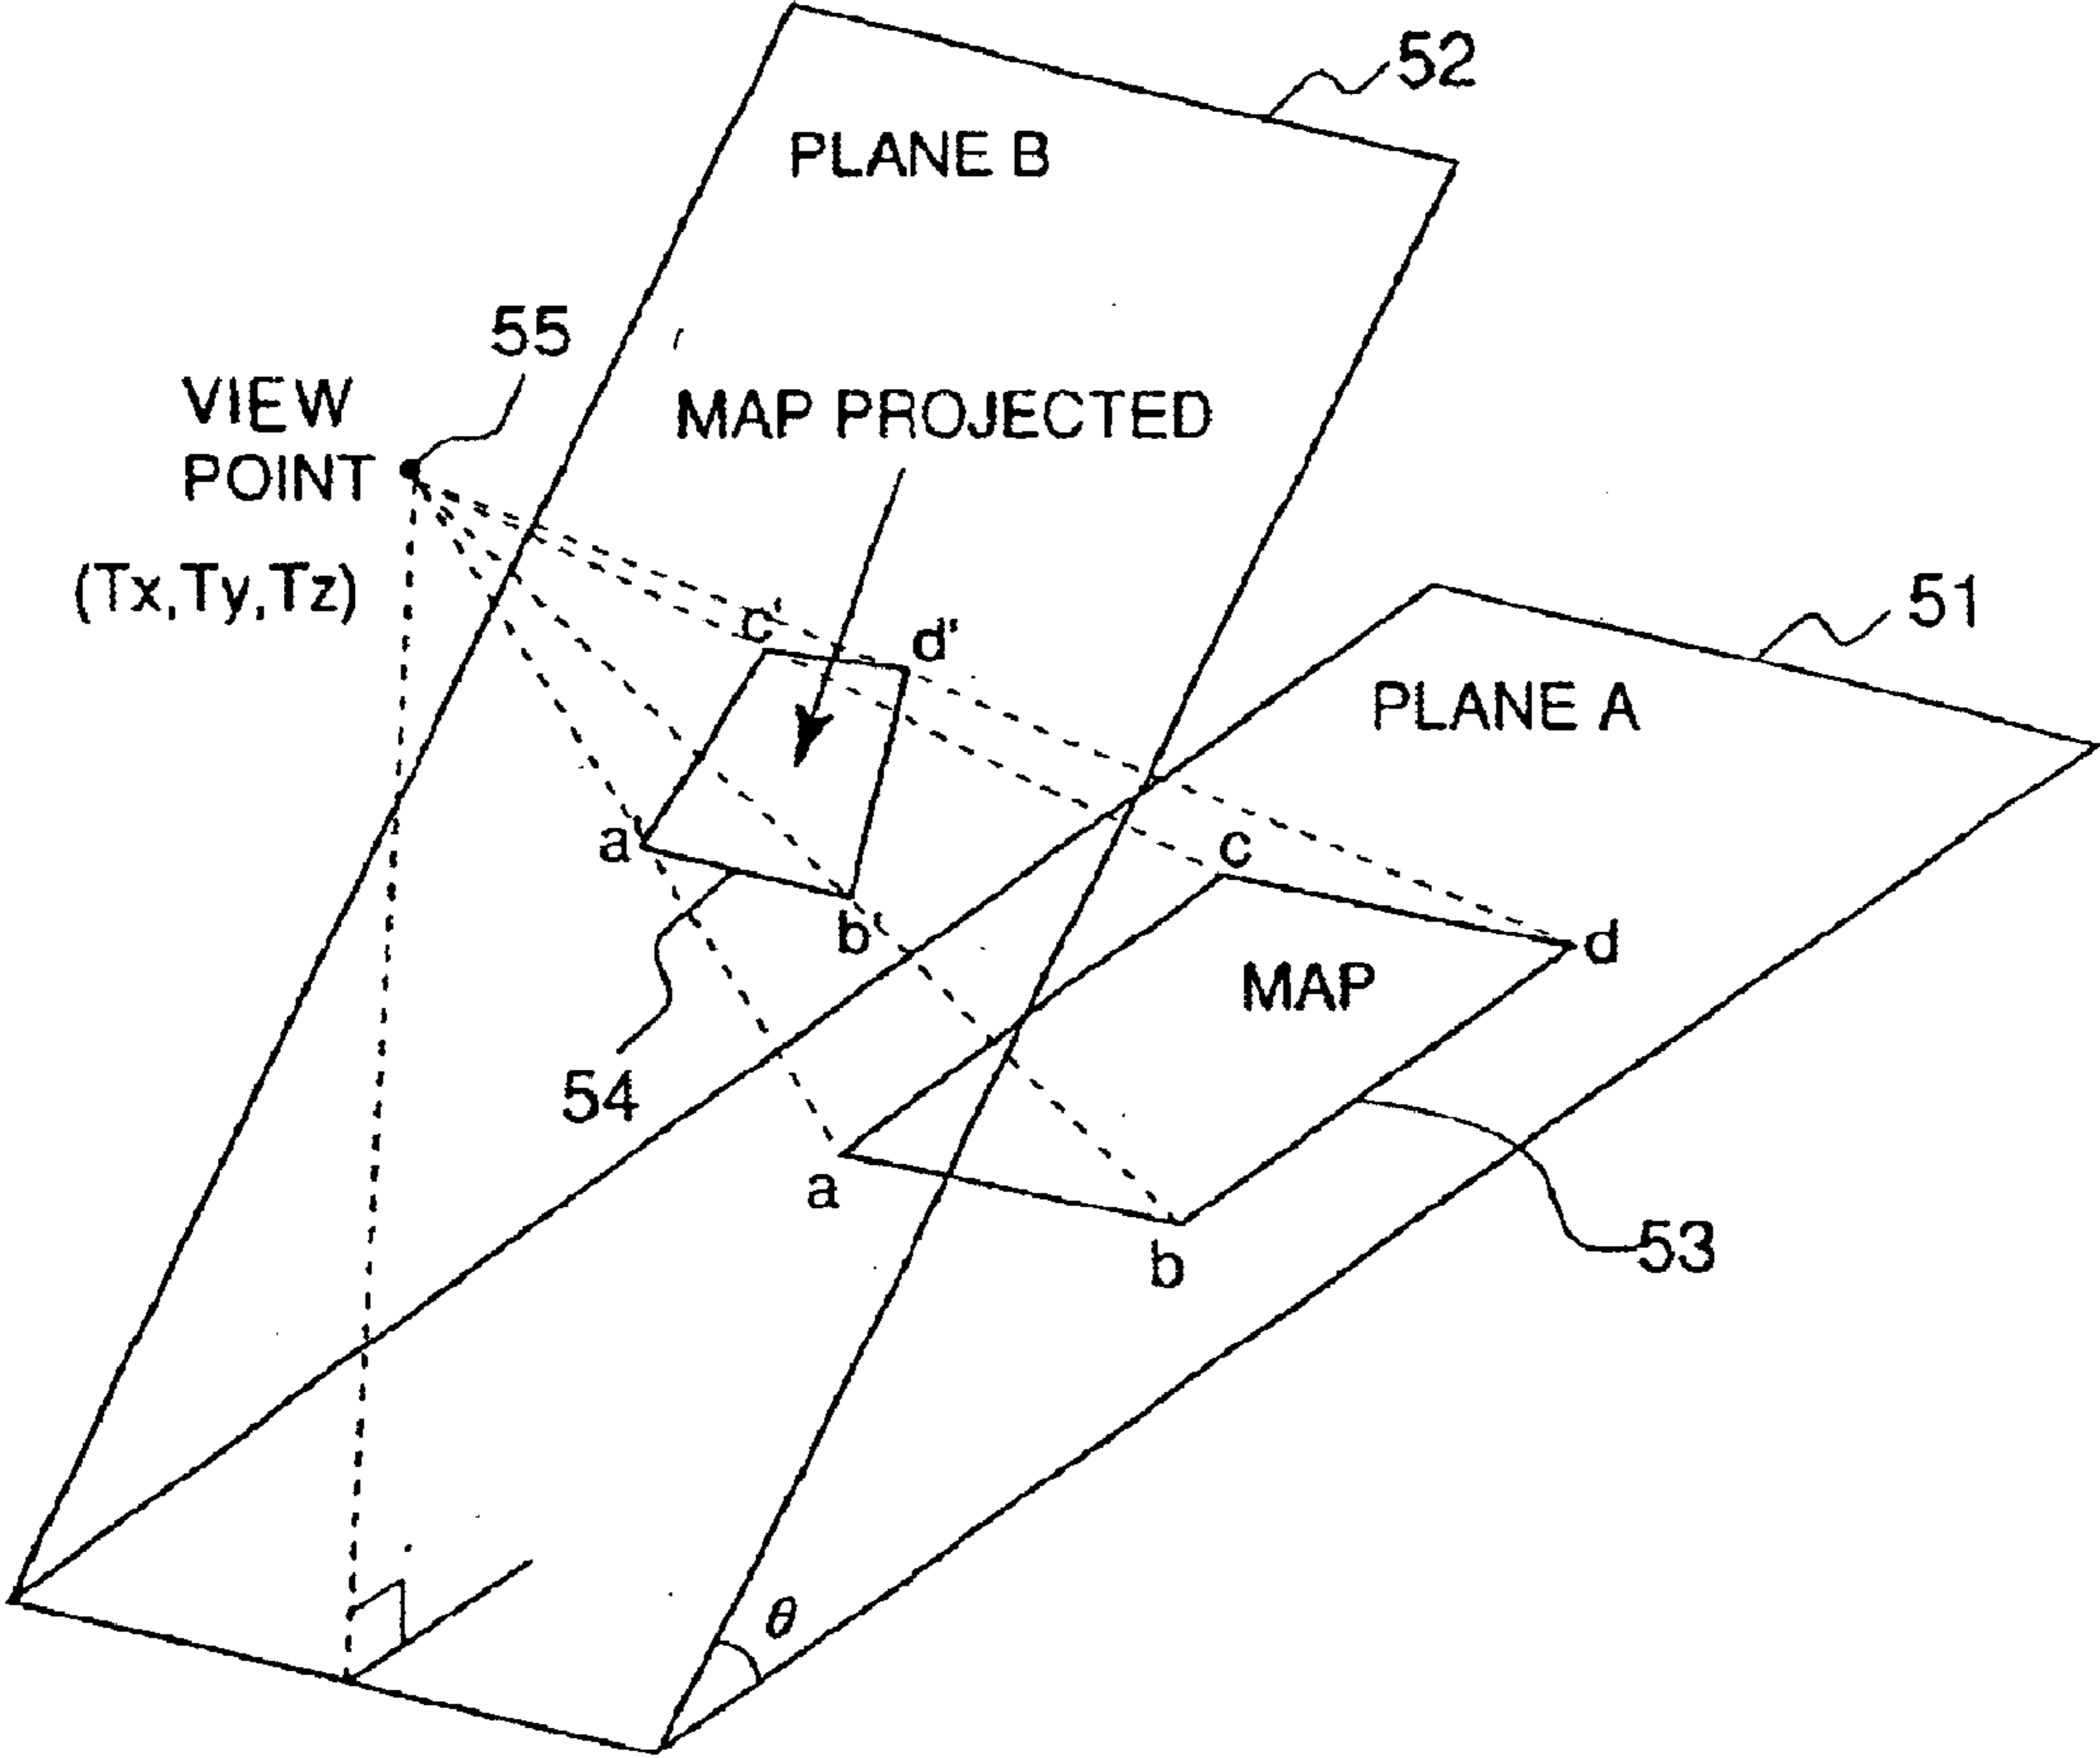 52
PLANE B
55
VIEW
POINT
(Tx,Ty,Tz)
MAP PROJECTED
51
PLANE A
c'
d'
a'
b'
c
d
MAP
54
a
b
53
θ